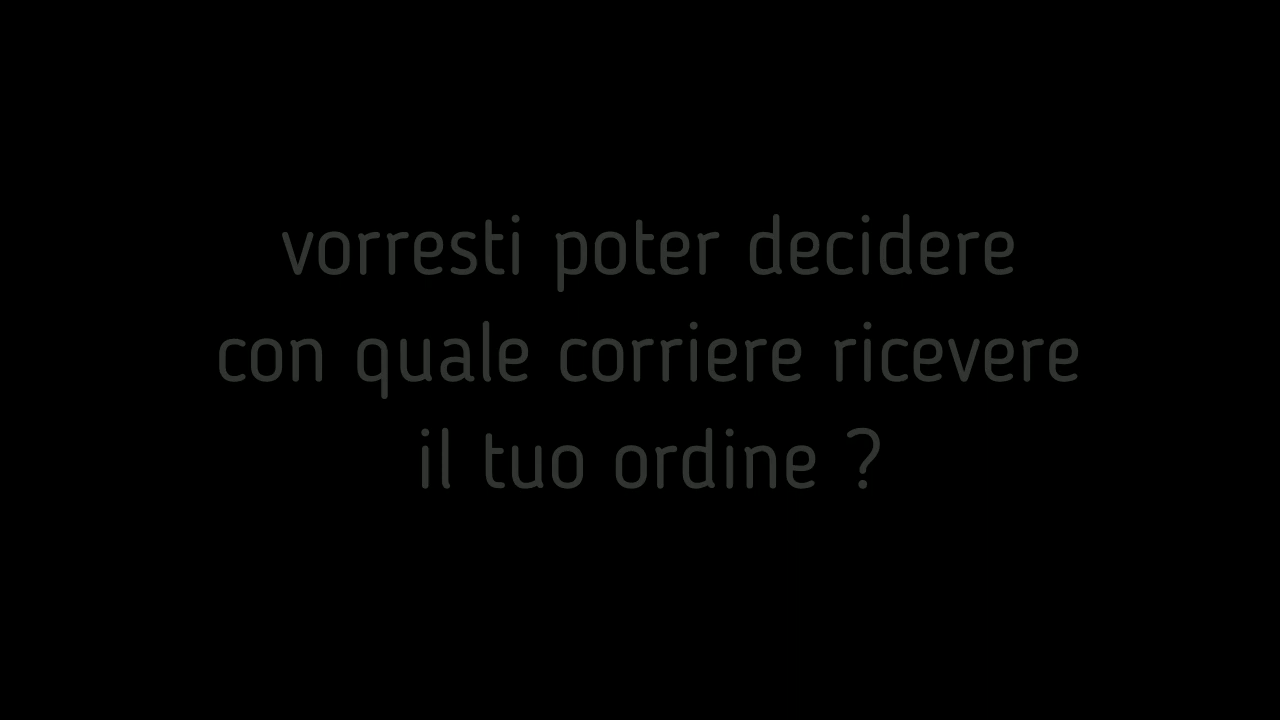 vorresti poter decidere
con quale corriere ricevere
il tuo ordine ?